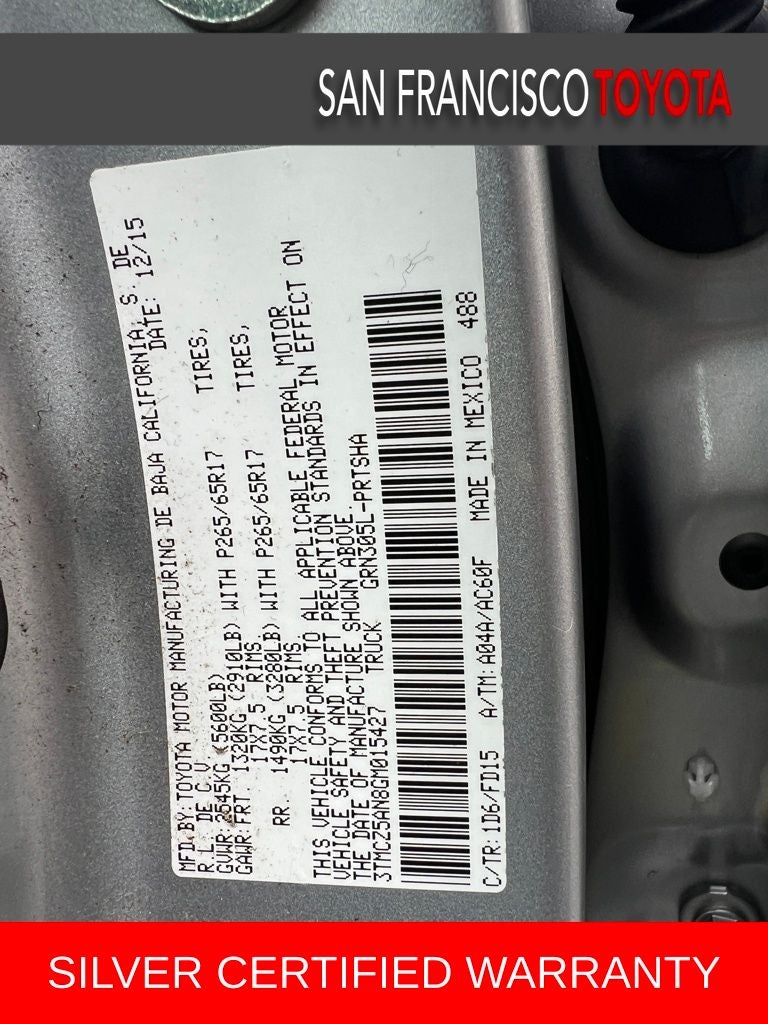 SAN FRANCISCO TOYOTA
MFD.BY: TOYOTA MOTOR MANUFACTURING DE BAJA CALIFORNIA, S. DE
R.L. DE C.V DATE: 12/15
GVWR: 2545KG (5600LB)
GAWR: FRT 1320KG (2910LB) WITH P265/65R17 TIRES,
17X7.5 RIMS
RR. 1490KG (3280LB) WITH P265/65R17 TIRES,
17X7.5 RIMS
THIS VEHICLE CONFORMS TO ALL APPLICABLE FEDERAL MOTOR
VEHICLE SAFETY AND THEFT PREVENTION STANDARDS IN EFFECT ON
THE DATE OF MANUFACTURE SHOWN ABOVE.
3TMCZ5AN8GM015427 TRUCK GRN305L-PRTSHA
C/TR: 1D6/FD15 A/TM: A04A/AC60F MADE IN MEXICO 488
SILVER CERTIFIED WARRANTY